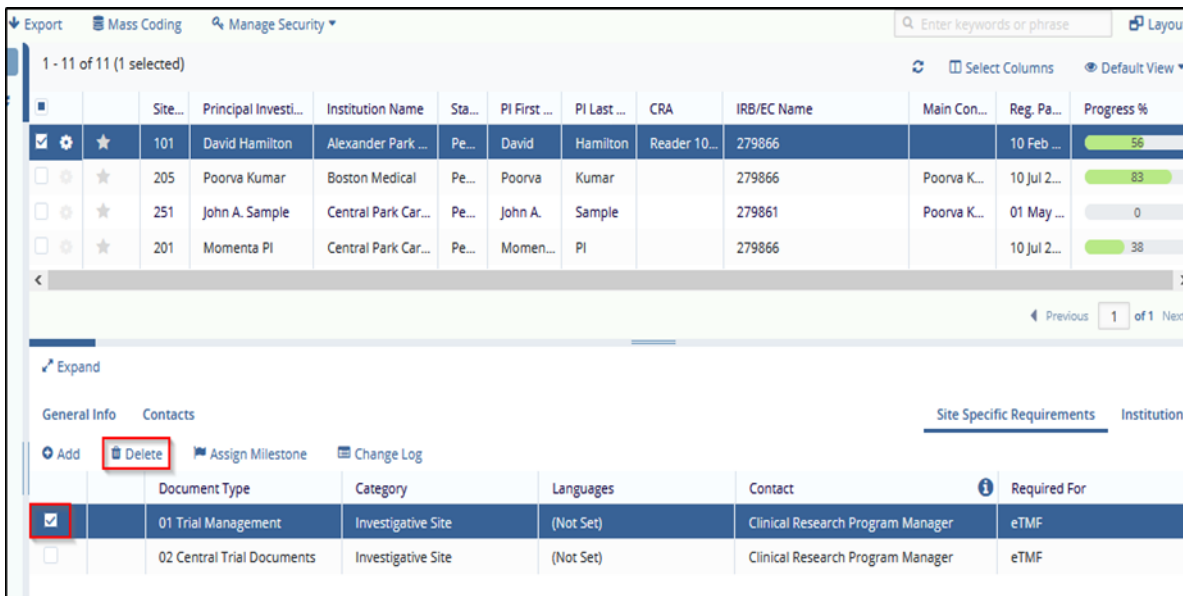 Export Mass Coding Manage Security Enter keywords or phrase Layou
1 - 11 of 11 (1 selected) Select Columns Default View
Site... Principal Investi... Institution Name Sta... PI First ... PI Last ... CRA IRB/EC Name Main Con... Reg. Pa... Progress %
101 David Hamilton Alexander Park ... Pe... David Hamilton Reader 10... 279866 10 Feb ... 56
205 Poorva Kumar Boston Medical Pe... Poorva Kumar 279866 Poorva K... 10 Jul 2... 83
251 John A. Sample Central Park Car... Pe... John A. Sample 279861 Poorva K... 01 May ... 0
201 Momenta PI Central Park Car... Pe... Momen... PI 279866 10 Jul 2... 38
Previous 1 of 1 Next
Expand
General Info Contacts Site Specific Requirements Institution
Add Delete Assign Milestone Change Log
Document Type Category Languages Contact Required For
01 Trial Management Investigative Site (Not Set) Clinical Research Program Manager eTMF
02 Central Trial Documents Investigative Site (Not Set) Clinical Research Program Manager eTMF